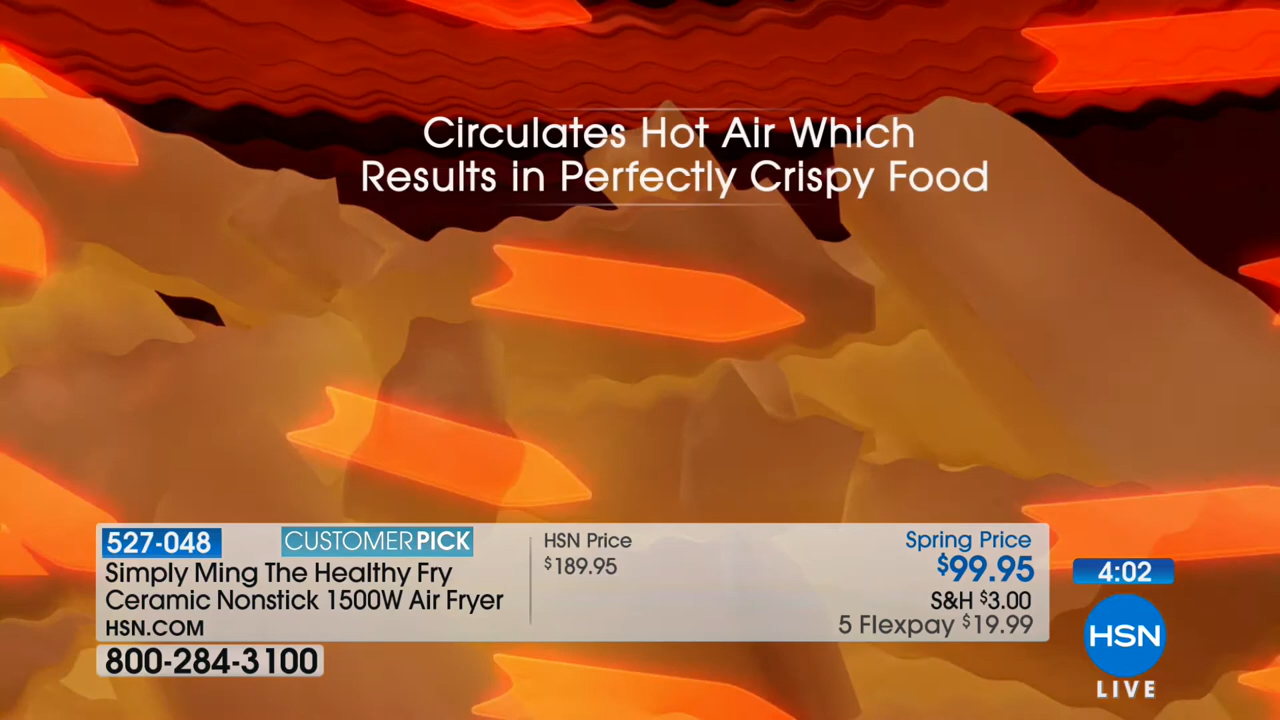 Circulates Hot Air Which
Results in Perfectly Crispy Food
527-048
CUSTOMERPICK
Simply Ming The Healthy Fry
Ceramic Nonstick 1500W Air Fryer
HSN.COM
800-284-3100
HSN Price
$189.95
Spring Price
$99.95
S&H $3.00
5 Flexpay $19.99
4:02
HSN
LIVE